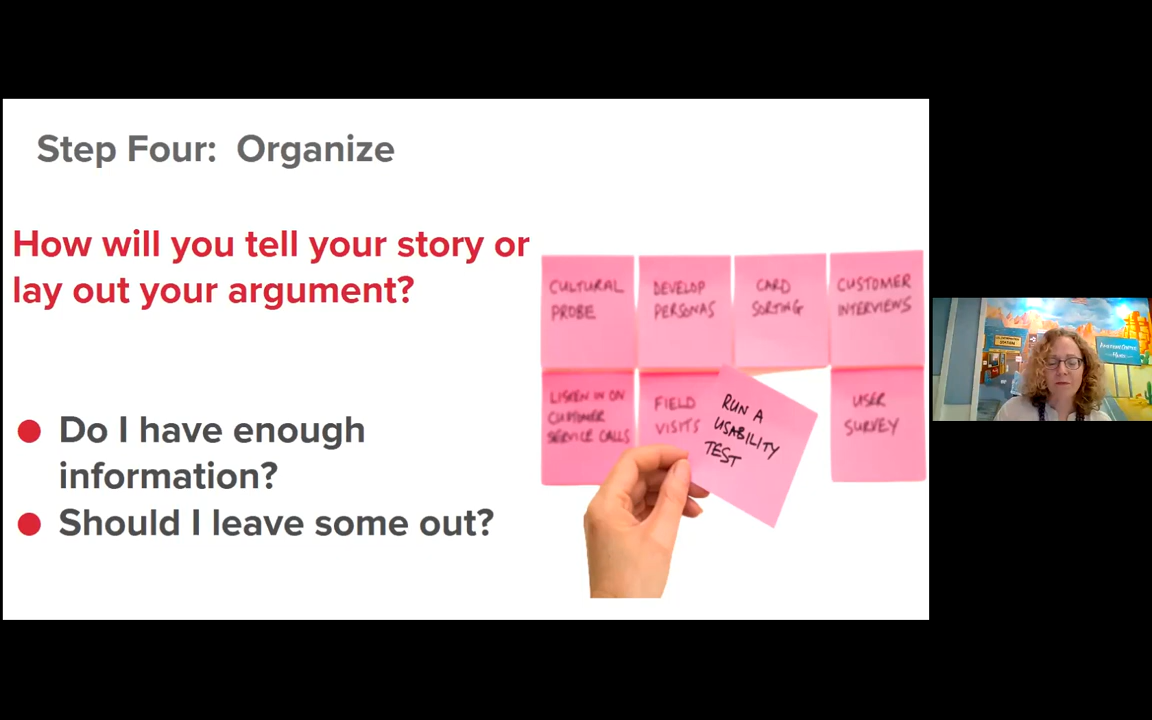 Step Four: Organize
How will you tell your story or
lay out your argument?
Do I have enough
information?
Should I leave some out?
CULTURAL
PROBE
DEVELOP
PERSONAS
CARD
SORTING
CUSTOMER
INTERVIEWS
LISTEN IN ON
CUSTOMER
SERVICE CALLS
FIELD
VISITS
RUN A
USABILITY
TEST
USER
SURVEY